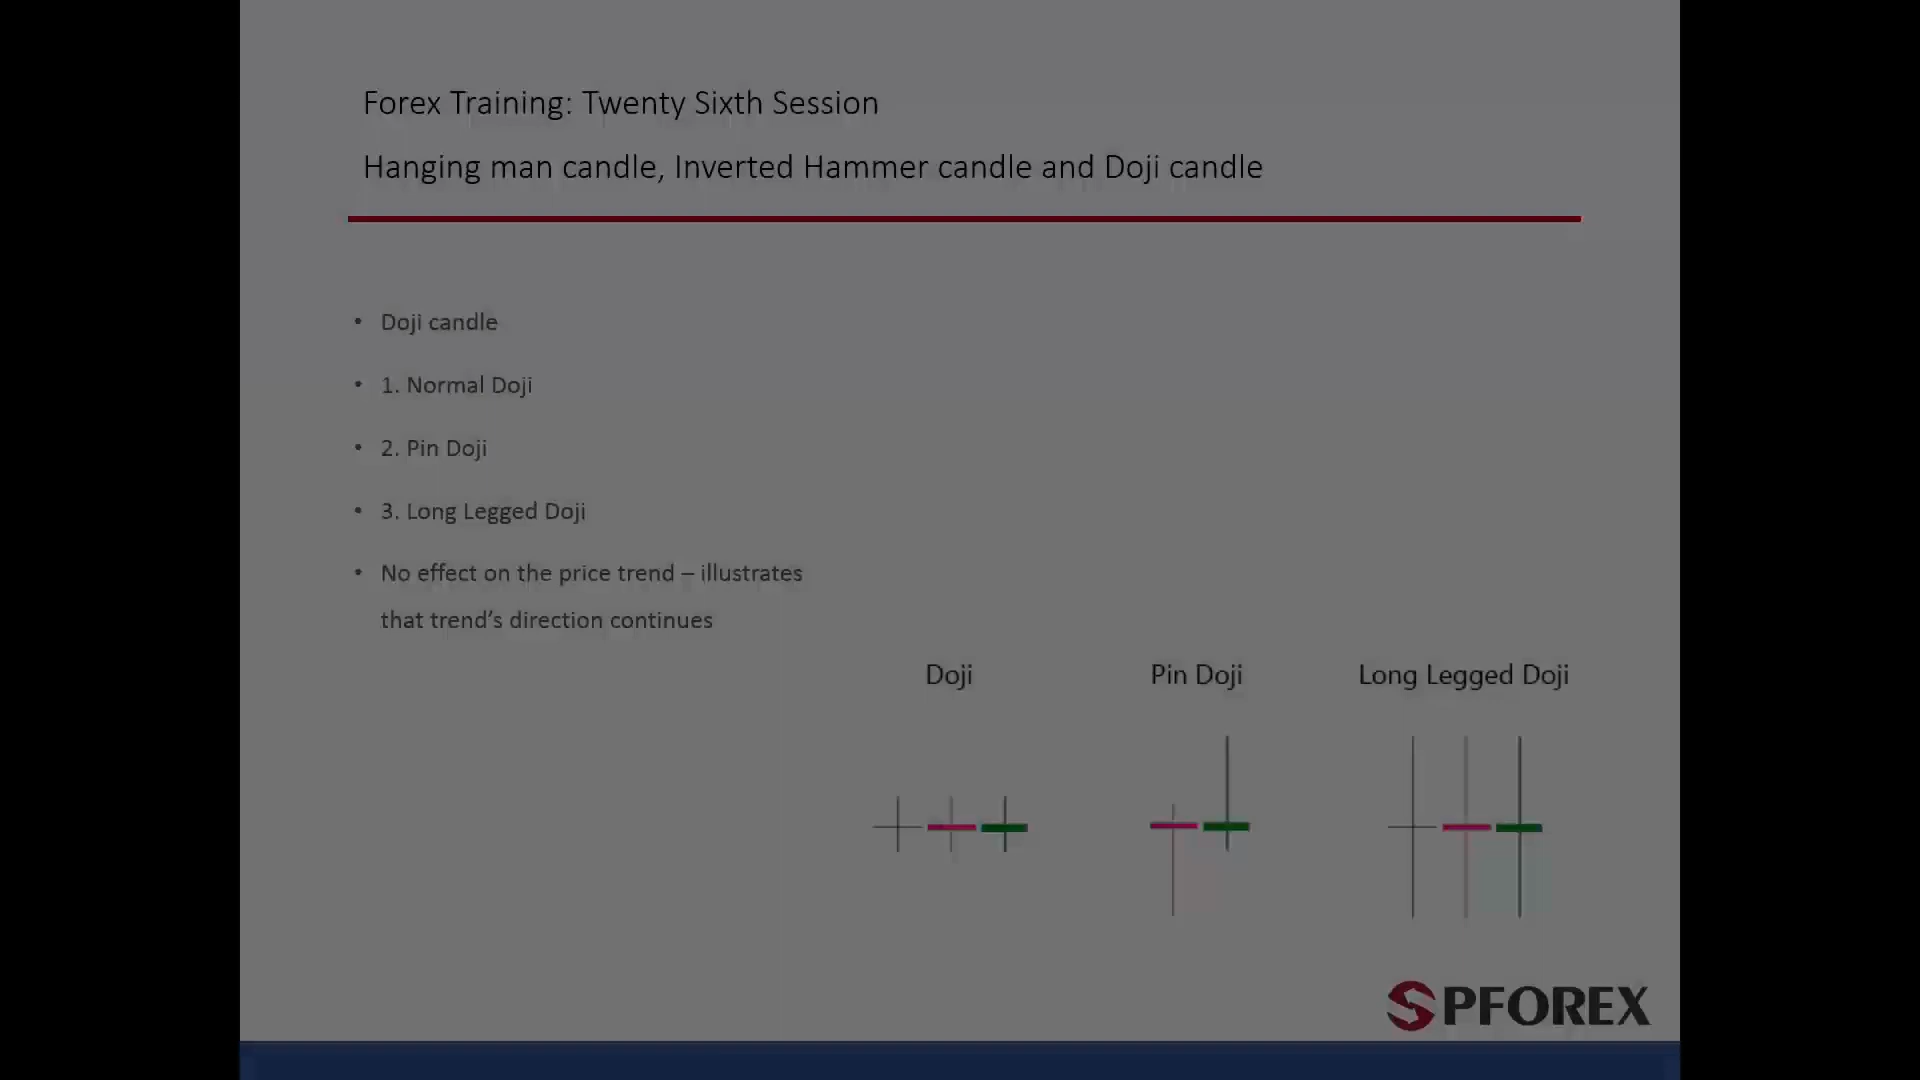 Forex Training: Twenty Sixth Session
Hanging man candle, Inverted Hammer candle and Doji candle
• Doji candle
• 1. Normal Doji
• 2. Pin Doji
• 3. Long Legged Doji
• No effect on the price trend – illustrates
that trend’s direction continues
Doji
Pin Doji
Long Legged Doji
SPFOREX